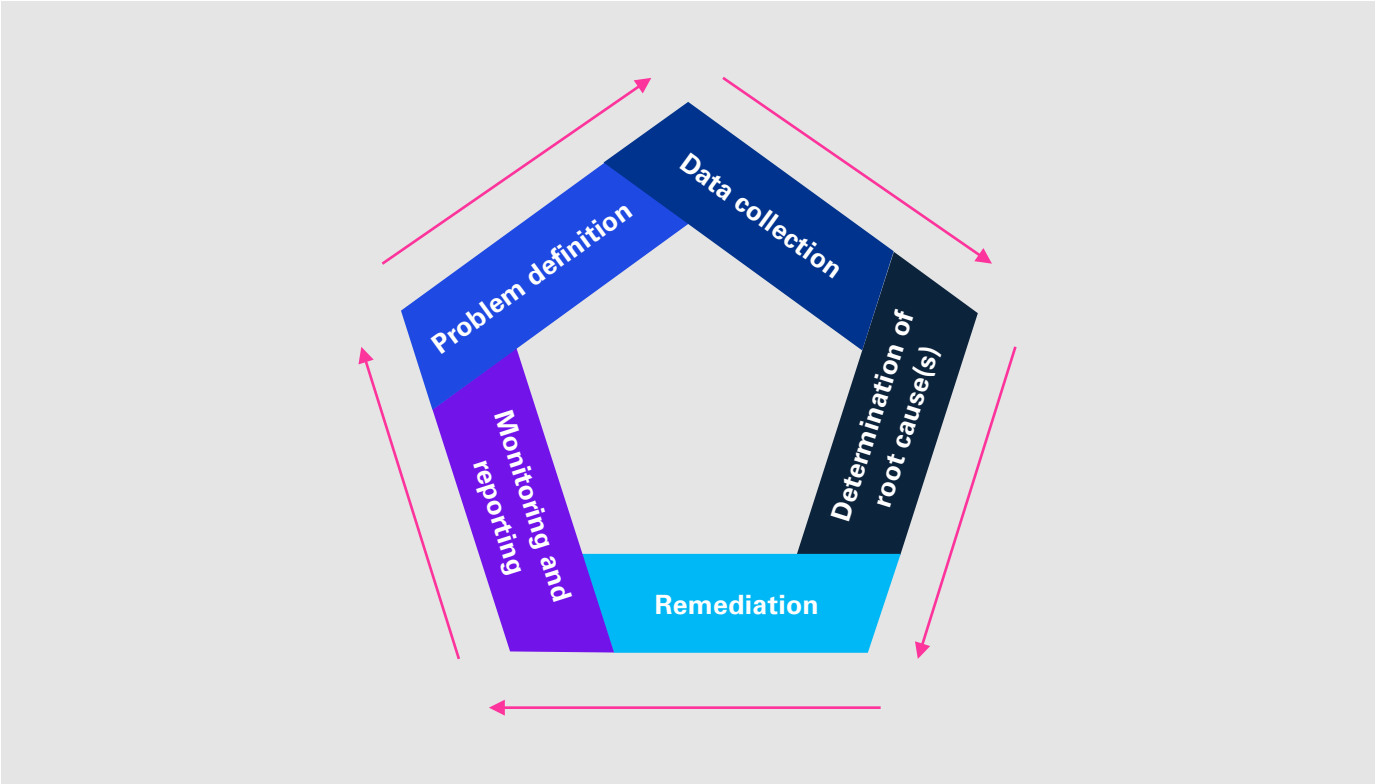 Data collection
Problem definition
Determination of
root cause(s)
Monitoring and
reporting
Remediation